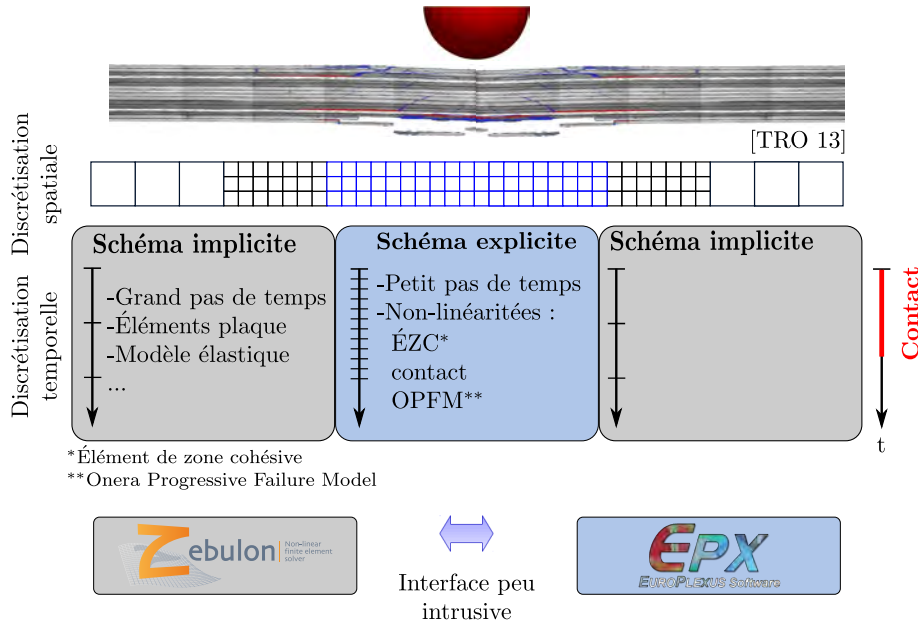 [TRO 13]
Discrétisation
spatiale
Schéma implicite
-Grand pas de temps
-Éléments plaque
-Modèle élastique
...
Schéma explicite
-Petit pas de temps
-Non-linéaritées :
ÉZC*
contact
OPFM**
Schéma implicite
Discrétisation
temporelle
Contact
t
*Élément de zone cohésive
**Onera Progressive Failure Model
Zebulon
Non-linear
finite element
solver
Interface peu
intrusive
EPX
EUROPLEXUS Software